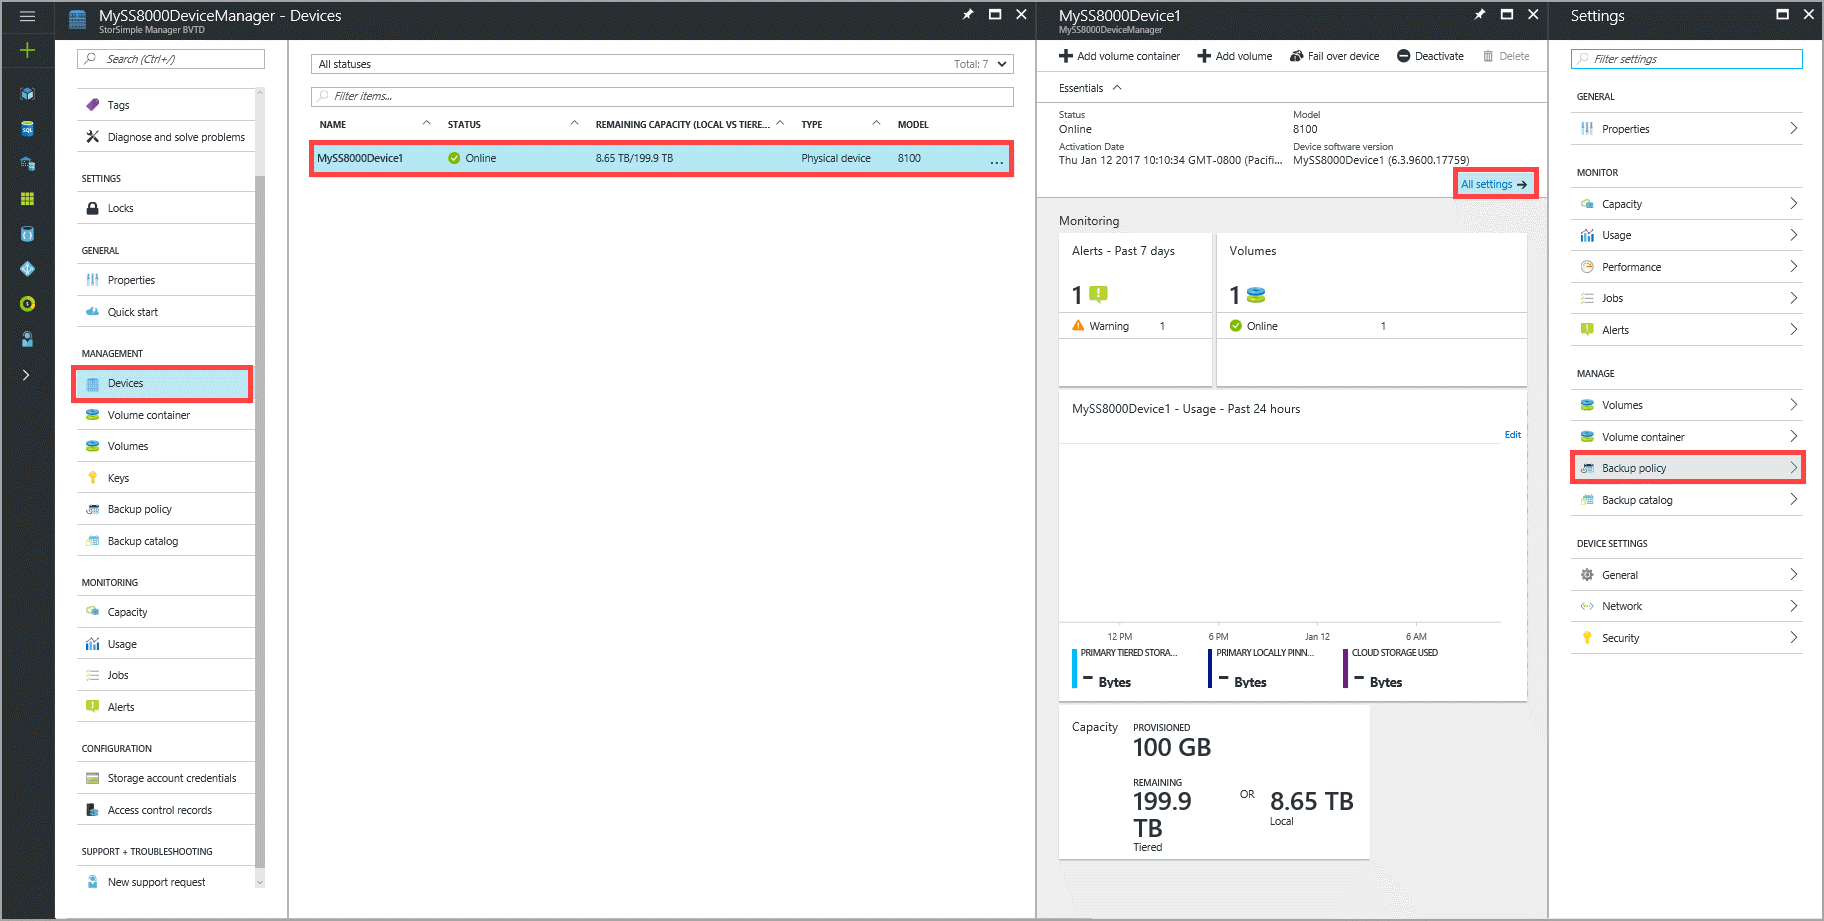 MySS8000DeviceManager - Devices
StorSimple Manager BVTD
Search (Ctrl+/)
Tags
Diagnose and solve problems
SETTINGS
Locks
GENERAL
Properties
Quick start
MANAGEMENT
Devices
Volume container
Volumes
Keys
Backup policy
Backup catalog
MONITORING
Capacity
Usage
Jobs
Alerts
CONFIGURATION
Storage account credentials
Access control records
SUPPORT + TROUBLESHOOTING
New support request
All statuses Total: 7
Filter items...
NAME STATUS REMAINING CAPACITY (LOCAL VS TIERE... TYPE MODEL
MySS8000Device1 Online 8.65 TB/199.9 TB Physical device 8100 ...
MySS8000Device1
MySS8000DeviceManager
Add volume container Add volume Fail over device Deactivate Delete
Essentials
Status Model
Online 8100
Activation Date Device software version
Thu Jan 12 2017 10:10:34 GMT-0800 (Pacifi... MySS8000Device1 (6.3.9600.17759)
All settings
Monitoring
Alerts - Past 7 days
1
Warning 1
Volumes
1
Online 1
MySS8000Device1 - Usage - Past 24 hours
Edit
12 PM 6 PM Jan 12 6 AM
PRIMARY TIERED STORA... PRIMARY LOCALLY PINN... CLOUD STORAGE USED
- Bytes - Bytes - Bytes
Capacity
PROVISIONED
100 GB
REMAINING
199.9 TB
Tiered
OR
8.65 TB
Local
Settings
Filter settings
GENERAL
Properties
MONITOR
Capacity
Usage
Performance
Jobs
Alerts
MANAGE
Volumes
Volume container
Backup policy
Backup catalog
DEVICE SETTINGS
General
Network
Security